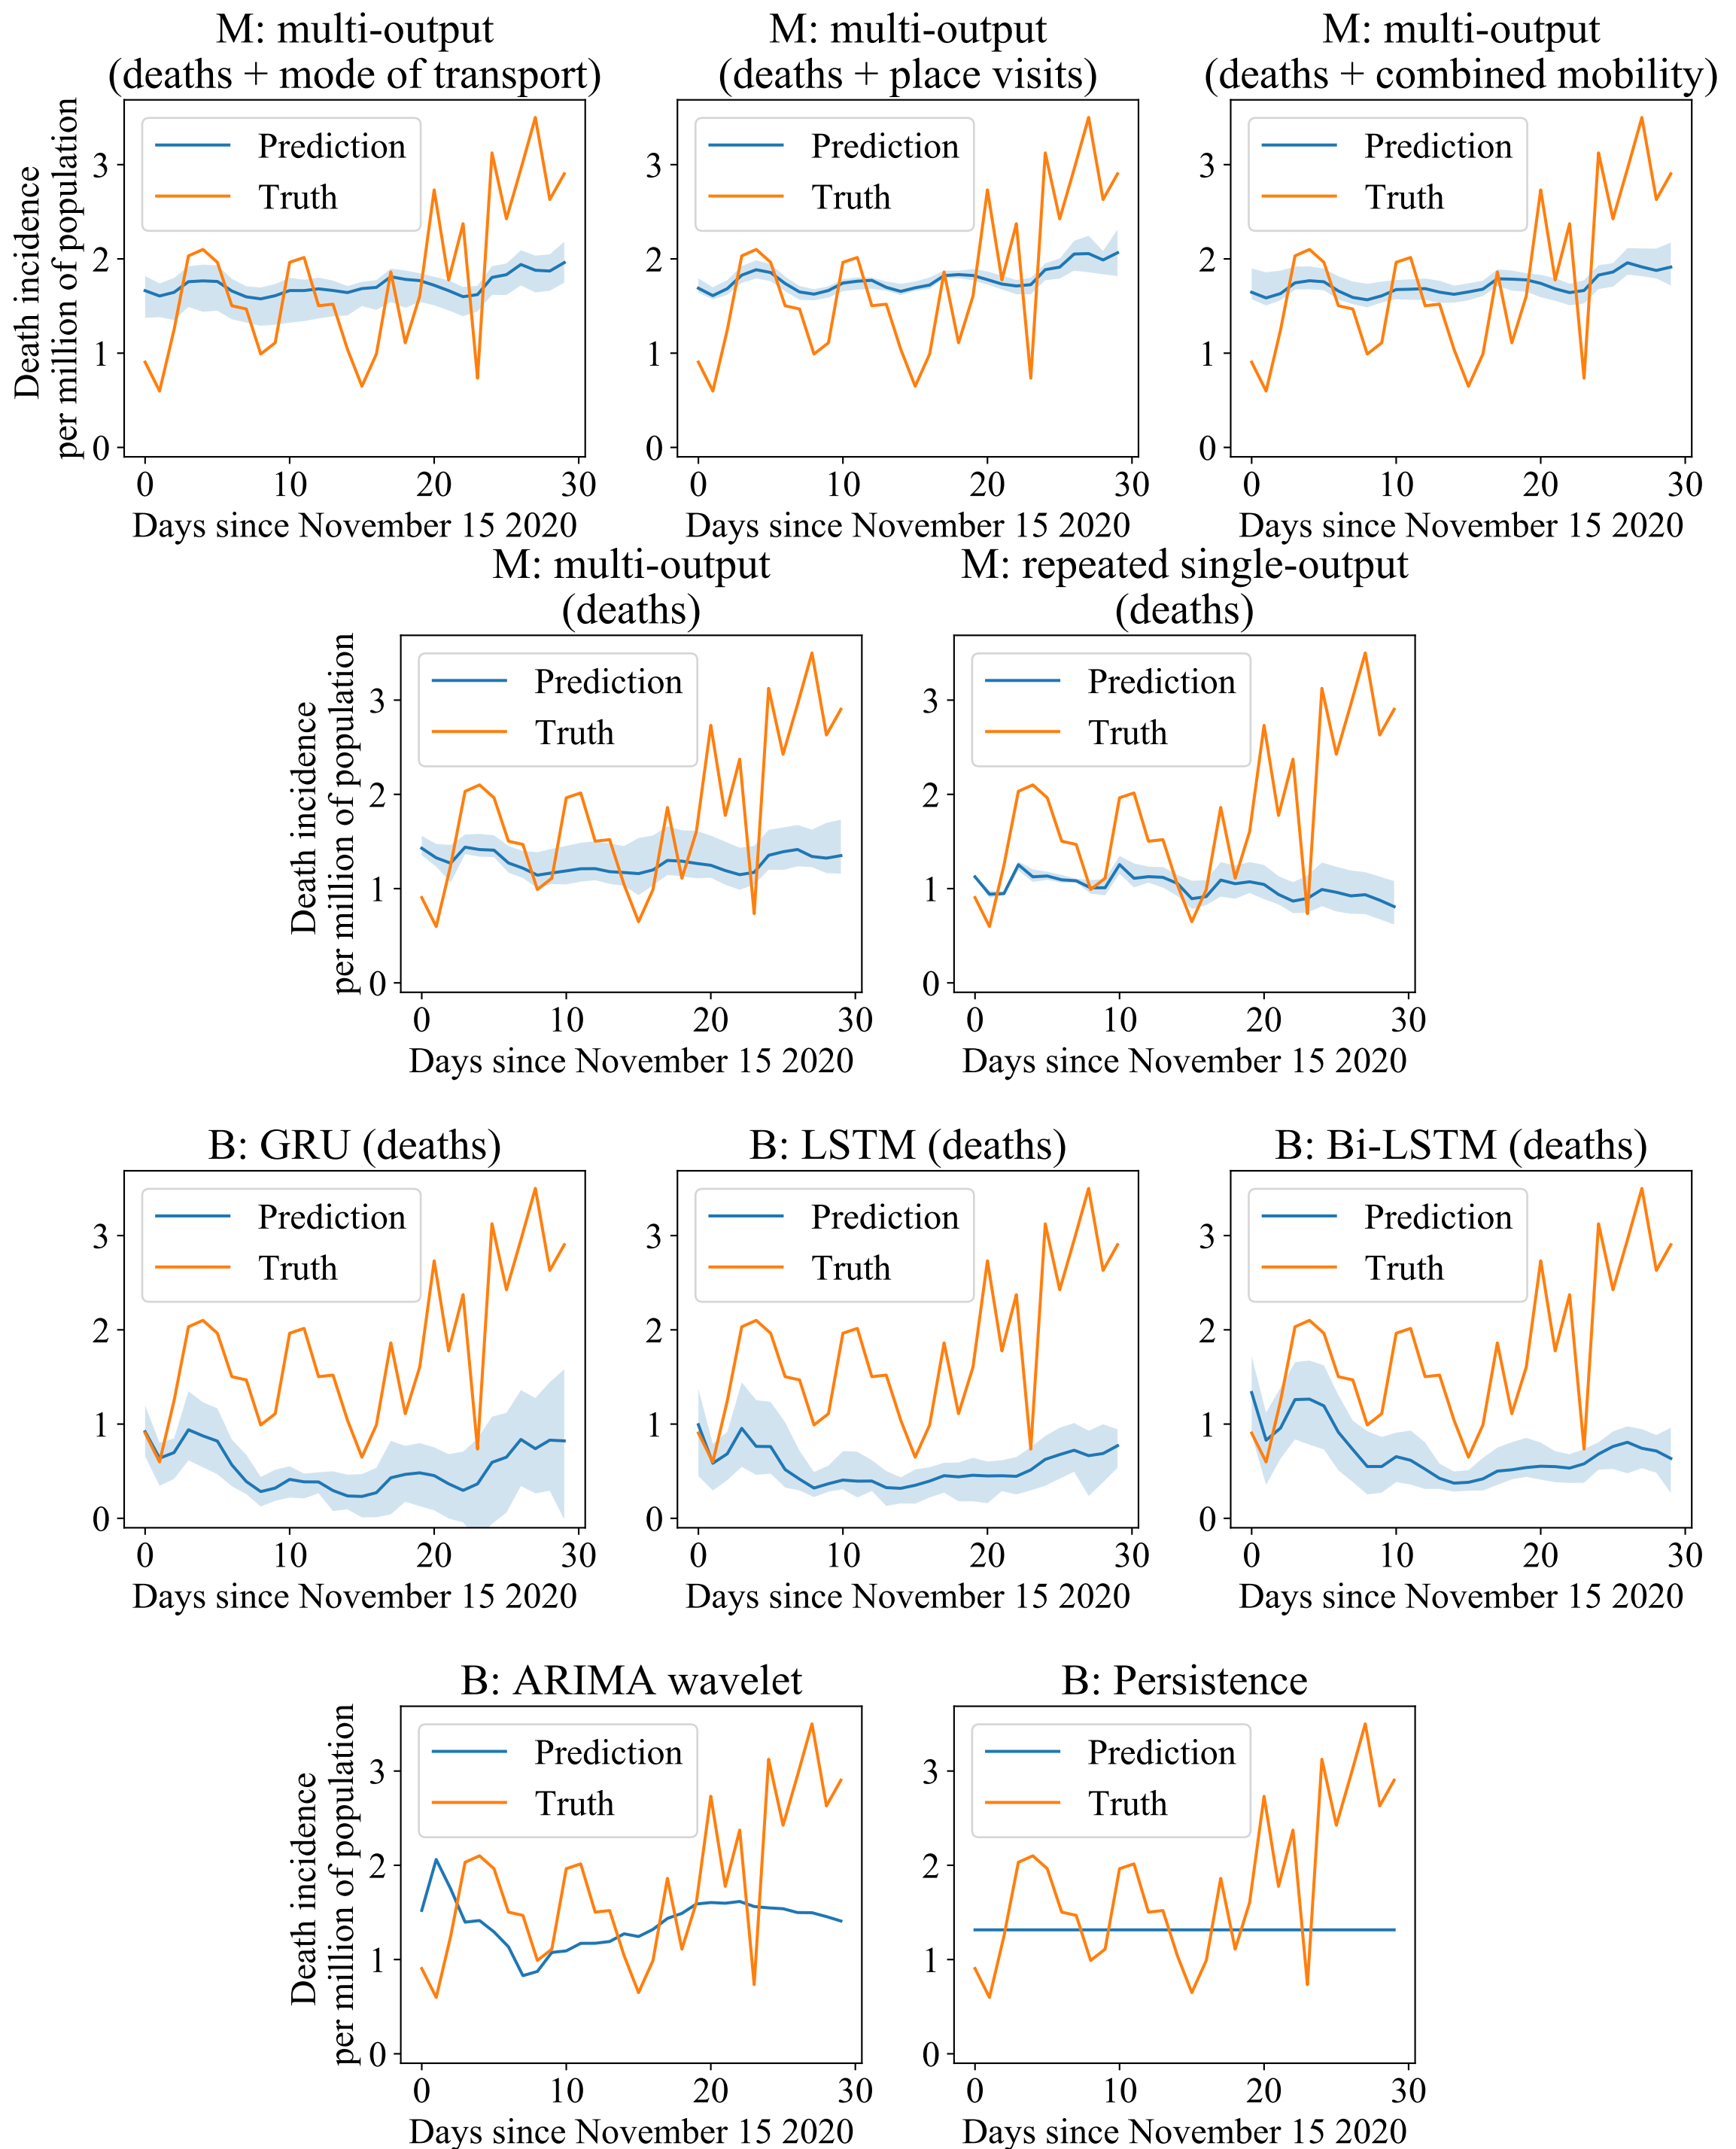 M: multi-output
(deaths + mode of transport)
M: multi-output
(deaths + place visits)
M: multi-output
(deaths + combined mobility)
Death incidence
per million of population
3
2
1
0
Prediction
Truth
0 10 20 30
Days since November 15 2020
3
2
1
0
Prediction
Truth
0 10 20 30
Days since November 15 2020
3
2
1
0
Prediction
Truth
0 10 20 30
Days since November 15 2020
M: multi-output
(deaths)
M: repeated single-output
(deaths)
Death incidence
per million of population
3
2
1
0
Prediction
Truth
0 10 20 30
Days since November 15 2020
3
2
1
0
Prediction
Truth
0 10 20 30
Days since November 15 2020
B: GRU (deaths)
3
2
1
0
Prediction
Truth
0 10 20 30
Days since November 15 2020
B: LSTM (deaths)
3
2
1
0
Prediction
Truth
0 10 20 30
Days since November 15 2020
B: Bi-LSTM (deaths)
3
2
1
0
Prediction
Truth
0 10 20 30
Days since November 15 2020
B: ARIMA wavelet
Death incidence
per million of population
3
2
1
0
Prediction
Truth
0 10 20 30
Days since November 15 2020
B: Persistence
3
2
1
0
Prediction
Truth
0 10 20 30
Days since November 15 2020